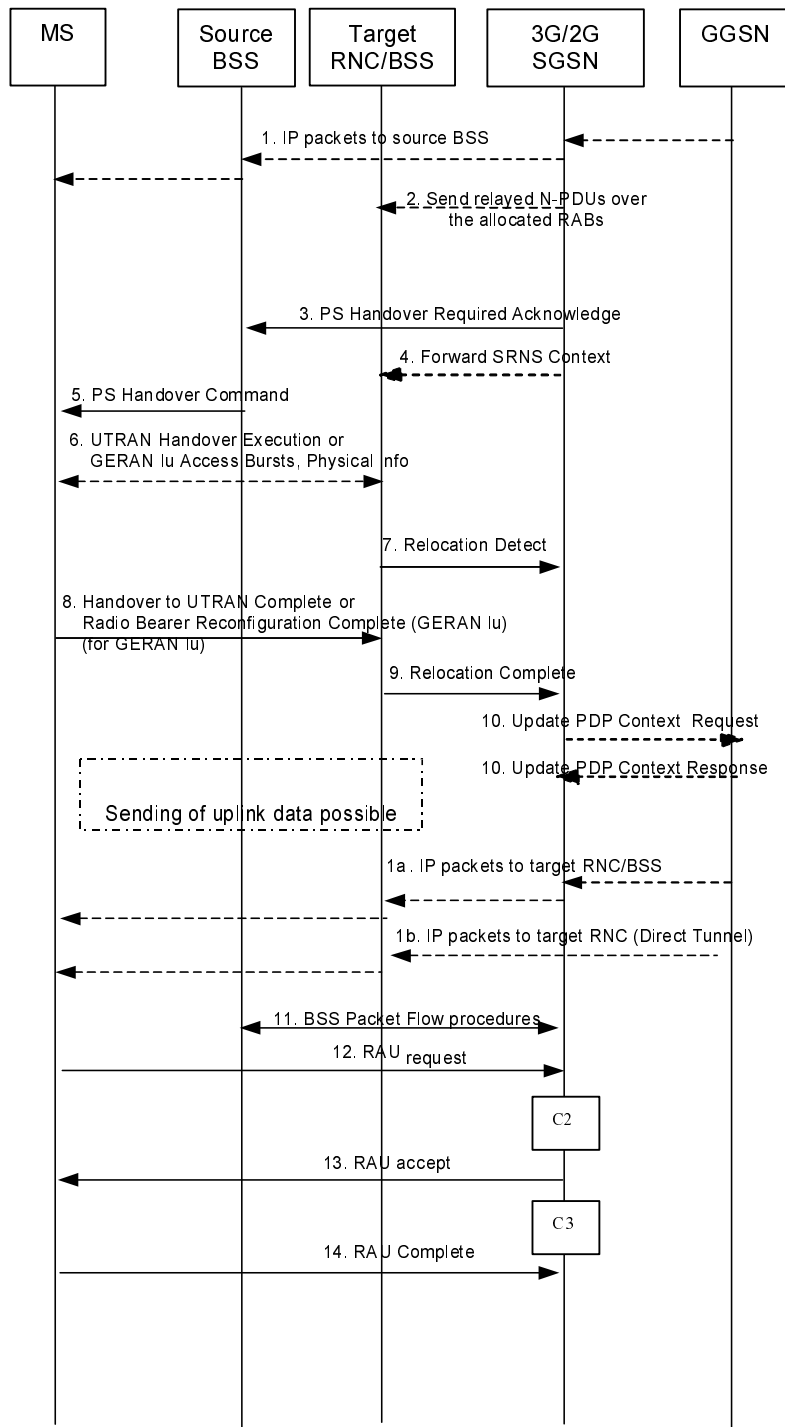 MS
Source
BSS
Target
RNC/BSS
3G/2G
SGSN
GGSN
1. IP packets to source BSS
2. Send relayed N-PDUs over
the allocated RABs
3. PS Handover Required Acknowledge
4. Forward SRNS Context
5. PS Handover Command
6. UTRAN Handover Execution or
GERAN Iu Access Bursts, Physical Info
7. Relocation Detect
8. Handover to UTRAN Complete or
Radio Bearer Reconfiguration Complete (GERAN Iu)
(for GERAN Iu)
9. Relocation Complete
10. Update PDP Context Request
10. Update PDP Context Response
Sending of uplink data possible
1a. IP packets to target RNC/BSS
1b. IP packets to target RNC (Direct Tunnel)
11. BSS Packet Flow procedures
12. RAU request
C2
13. RAU accept
C3
14. RAU Complete